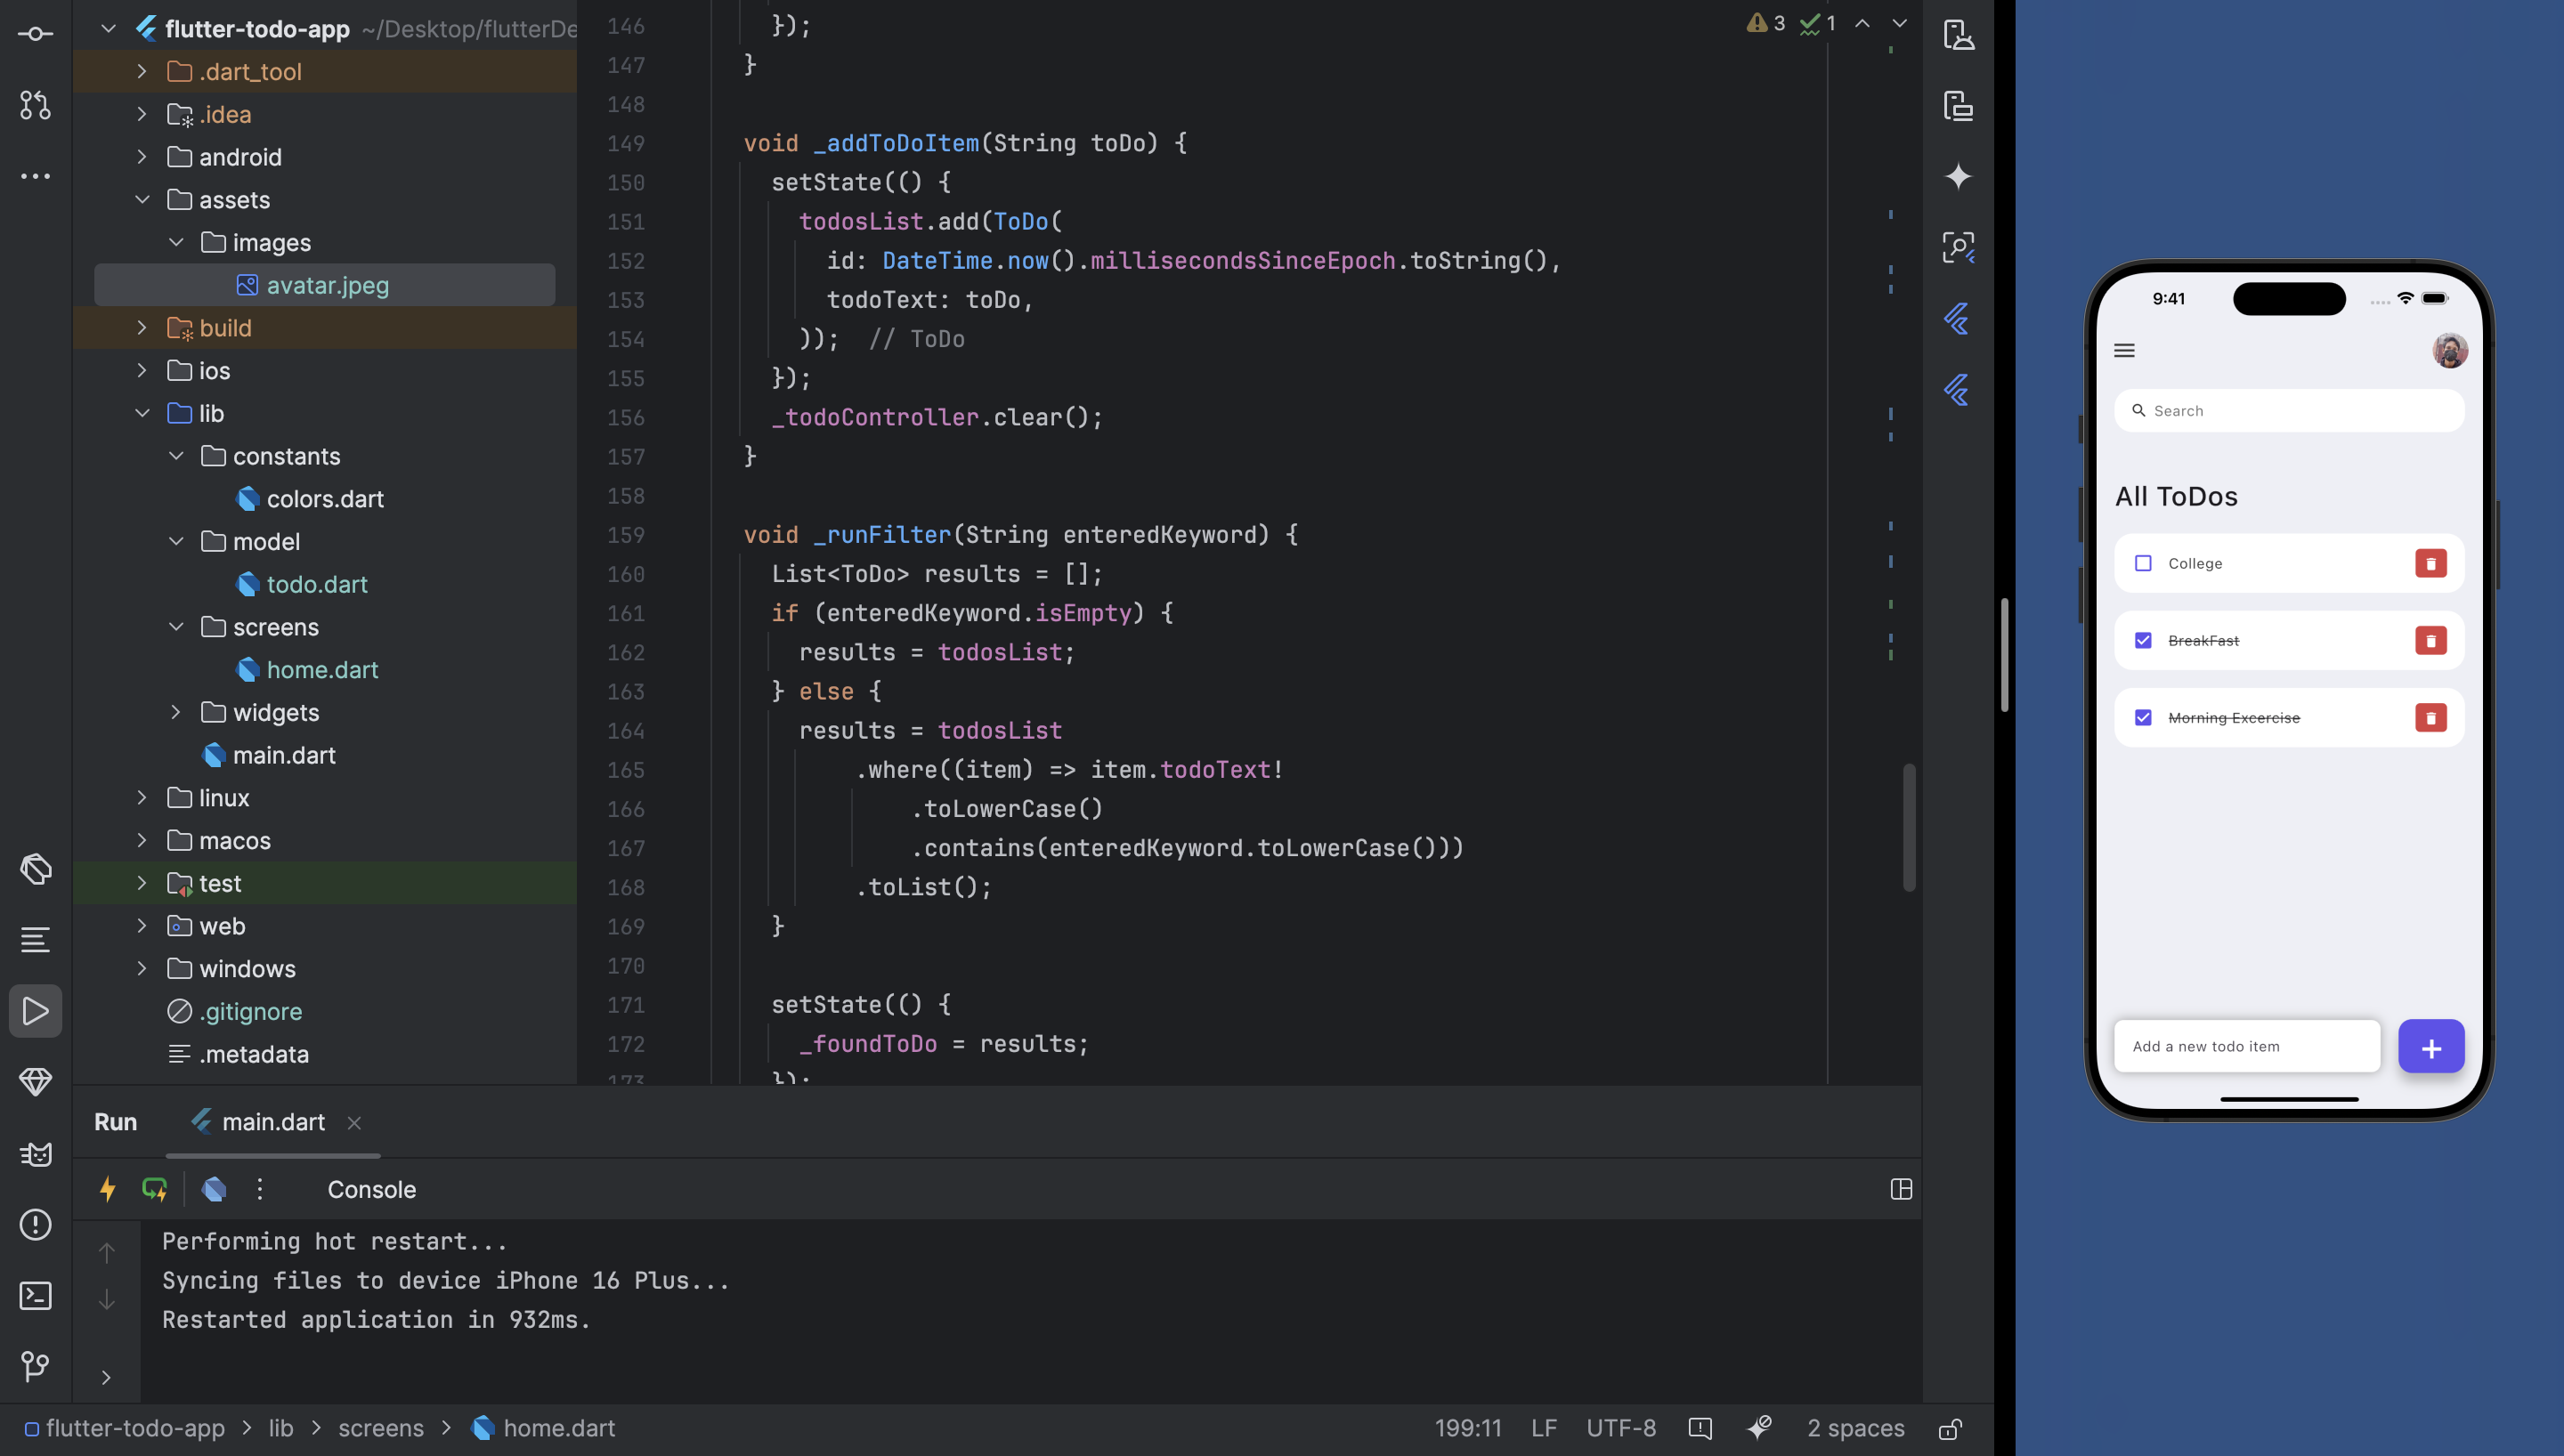 flutter-todo-app ~/Desktop/flutterDe
.dart_tool
.idea
android
assets
images
avatar.jpeg
build
ios
lib
constants
colors.dart
model
todo.dart
screens
home.dart
widgets
main.dart
linux
macos
test
web
windows
.gitignore
.metadata
3 1
146 });
147 }
148
149 void _addToDoItem(String toDo) {
150 setState(() {
151 todosList.add(ToDo(
152 id: DateTime.now().millisecondsSinceEpoch.toString(),
153 todoText: toDo,
154 )); // ToDo
155 });
156 _todoController.clear();
157 }
158
159 void _runFilter(String enteredKeyword) {
160 List<ToDo> results = [];
161 if (enteredKeyword.isEmpty) {
162 results = todosList;
163 } else {
164 results = todosList
165 .where((item) => item.todoText!
166 .toLowerCase()
167 .contains(enteredKeyword.toLowerCase()))
168 .toList();
169 }
170
171 setState(() {
172 _foundToDo = results;
173 });
Run main.dart
Console
Performing hot restart...
Syncing files to device iPhone 16 Plus...
Restarted application in 932ms.
flutter-todo-app > lib > screens > home.dart
199:11 LF UTF-8 2 spaces
9:41
Search
All ToDos
College
BreakFast
Morning Excercise
Add a new todo item
+